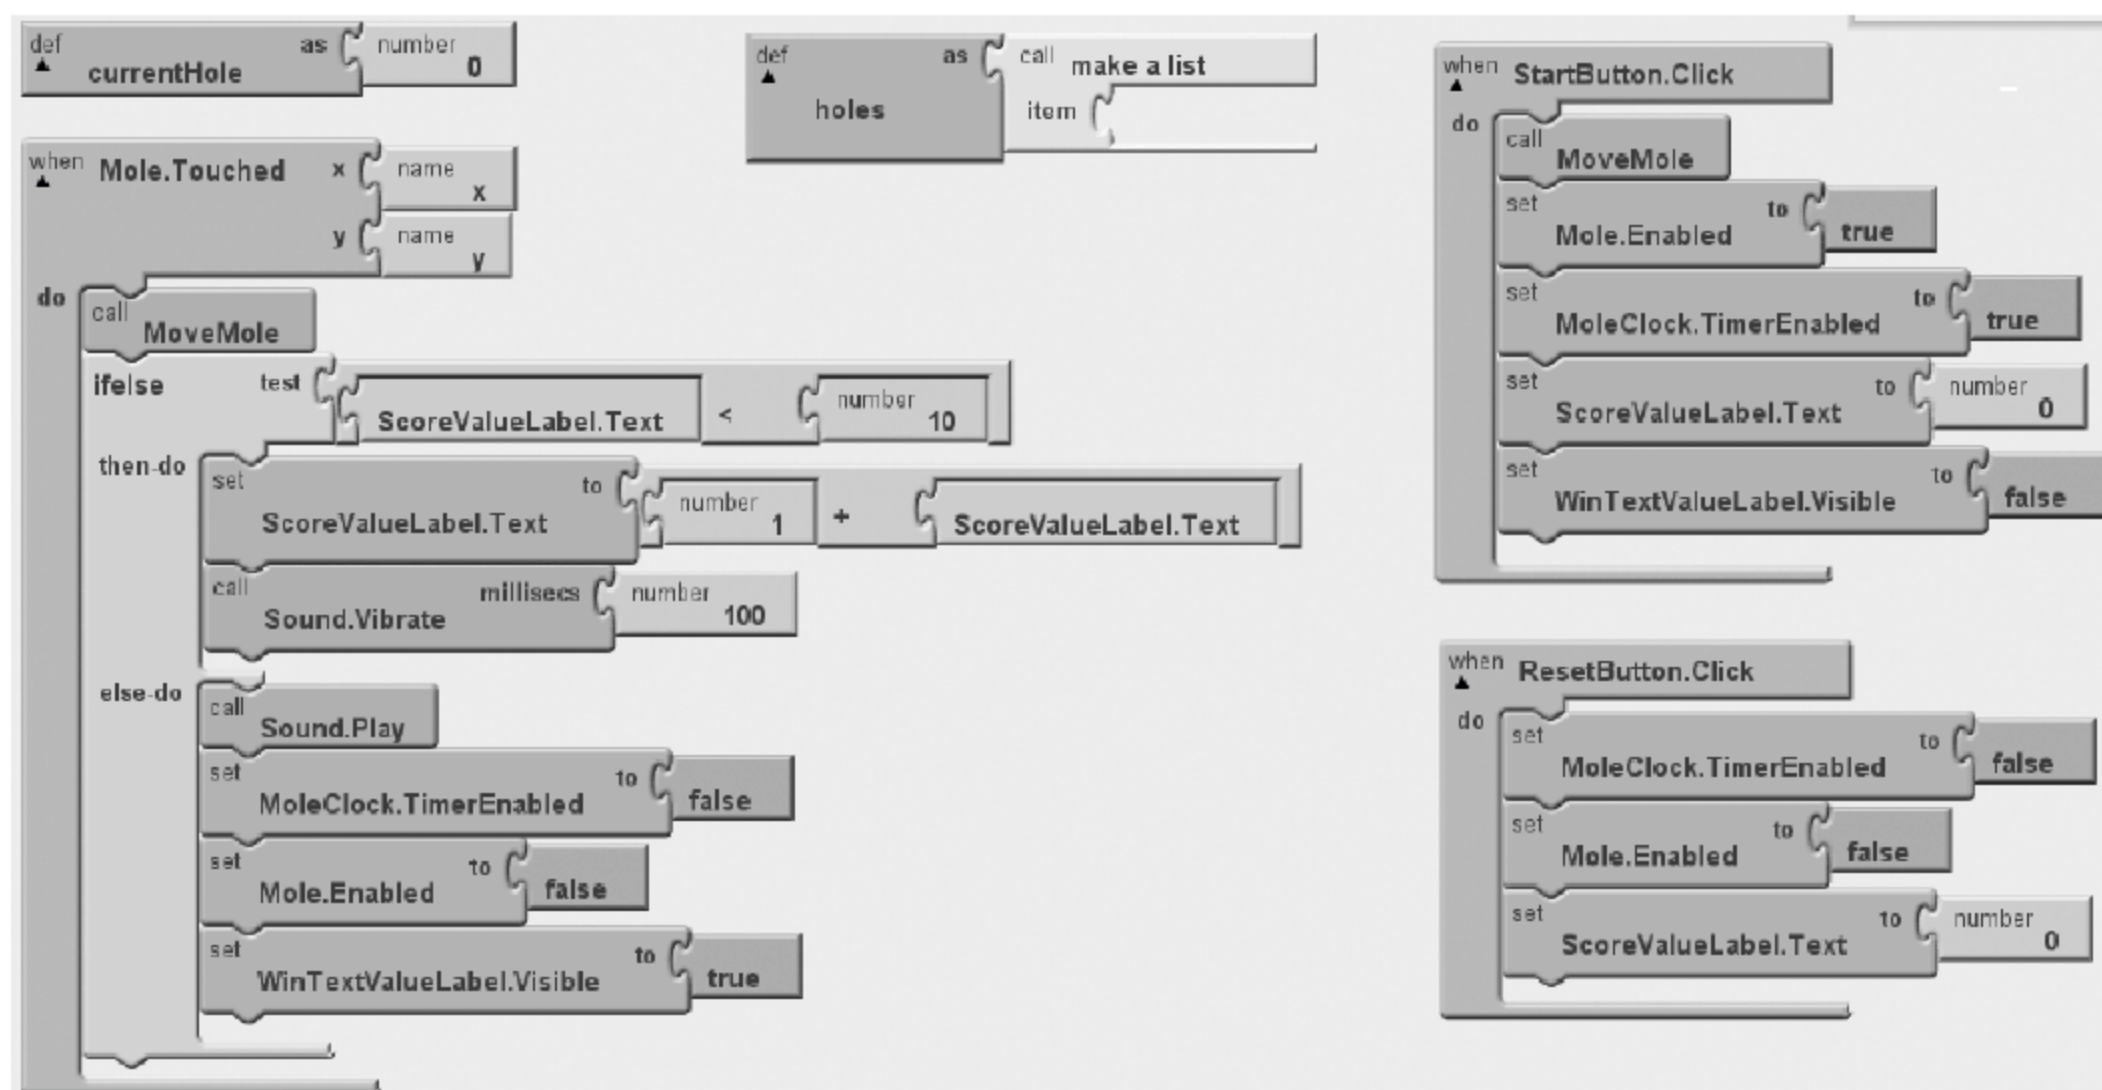 def as number
currentHole 0
when Mole.Touched x name
x
y name
y
do call
MoveMole
ifelse test
ScoreValueLabel.Text < number 10
then-do set to number
ScoreValueLabel.Text 1 + ScoreValueLabel.Text
call millisecs number
Sound.Vibrate 100
else-do call
Sound.Play
set to
MoleClock.TimerEnabled false
set to
Mole.Enabled false
set to
WinTextValueLabel.Visible true
def as call make a list
holes item
when StartButton.Click
do call
MoveMole
set to
Mole.Enabled true
set to
MoleClock.TimerEnabled true
set to number
ScoreValueLabel.Text 0
set to
WinTextValueLabel.Visible false
when ResetButton.Click
do set to
MoleClock.TimerEnabled false
set to
Mole.Enabled false
set to number
ScoreValueLabel.Text 0